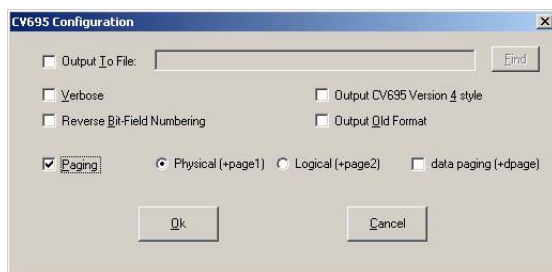 CV695 Configuration
Output To File:
Find
Verbose
Output CV695 Version 4 style
Reverse Bit-Field Numbering
Output Old Format
Paging
Physical (+page1)
Logical (+page2)
data paging (+dpage)
Ok
Cancel